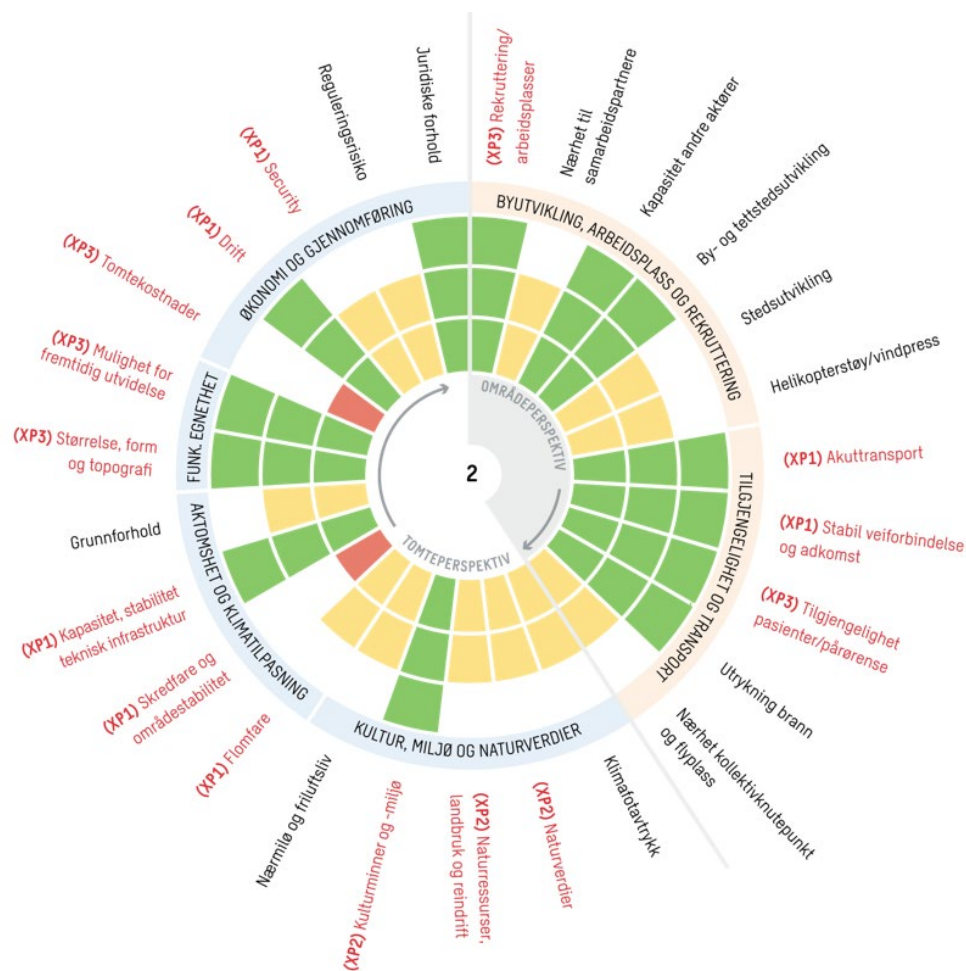 Juridiske forhold
(XP3) Rekruttering/
arbeidsplasser
Nærhet til
samarbeidspartnere
Kapasitet andre aktører
By- og tettstedsutvikling
Stedsutvikling
Helikopterstøy/vindpress
(XP1) Akuttransport
(XP1) Stabil veiforbindelse
og adkomst
(XP3) Tilgjengelighet
pasienter/pårørense
Utrykning brann
Nærhet kollektivknutepunkt
og flyplass
Klimafotavtrykk
(XP2) Naturverdier
(XP2) Naturressurser,
landbruk og reindrift
(XP2) Kulturminner og -miljø
Nærmilø og friluftsliv
(XP1) Flomfare
(XP1) Skredfare og
områdestabilitet
(XP1) Kapasitet, stabilitet
teknisk infrastruktur
Grunnforhold
(XP3) Størrelse, form
og topografi
(XP3) Mulighet for
fremtidig utvidelse
(XP3) Tomtekostnader
(XP1) Drift
(XP1) Security
Reguleringsrisiko
BYUTVIKLING, ARBEIDSPLASS OG REKRUTTERING
TILGJENGELIGHET OG TRANSPORT
KULTUR, MILJØ OG NATURVERDIER
AKTOMSHET OG KLIMATILPASNING
FUNK. EGNETHET
ØKONOMI OG GJENNOMFØRING
OMRÅDEPERSPEKTIV
TOMTEPERSPEKTIV
2